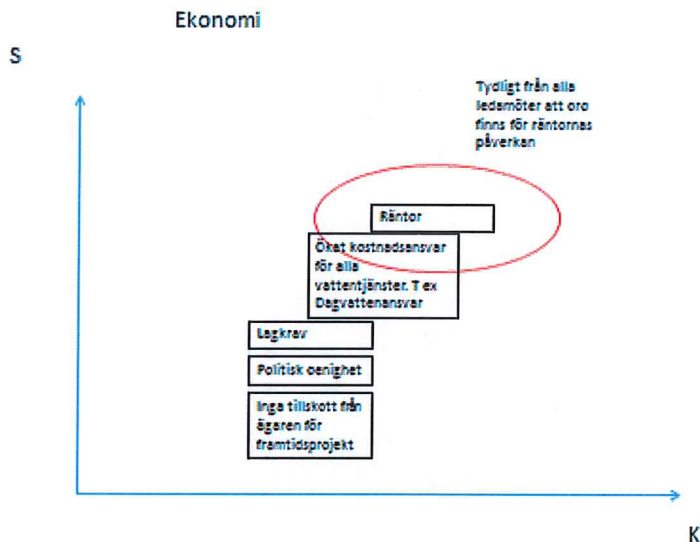 Ekonomi
S
Tydligt från alla
ledamöter att oro
finns för räntornas
påverkan
Räntor
Ökat kostnadsansvar
för alla
vattentjänster. T ex
Dagvattenansvar
Lagkrav
Politisk oenighet
Inga tillskott från
ägaren för
framtidsprojekt
K